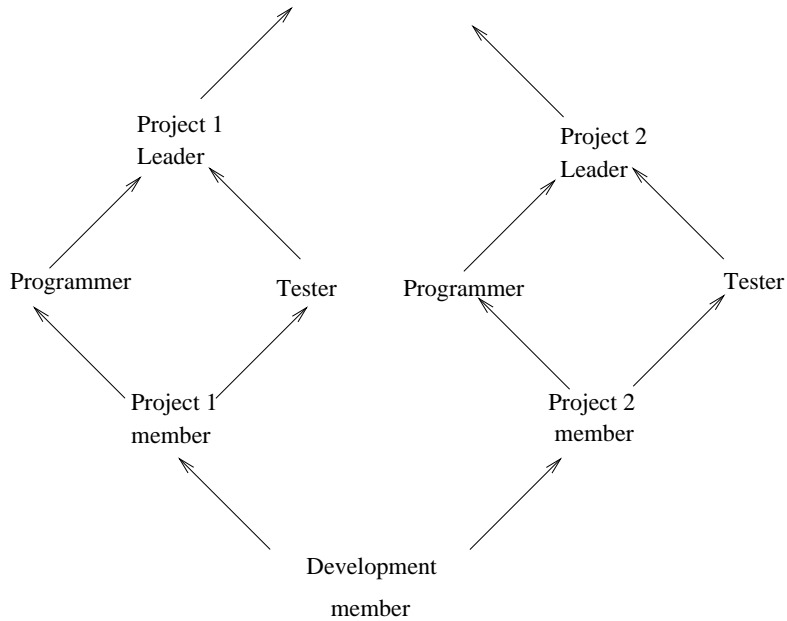 Project 1
Leader
Project 2
Leader
Programmer
Tester
Programmer
Tester
Project 1
member
Project 2
member
Development
member